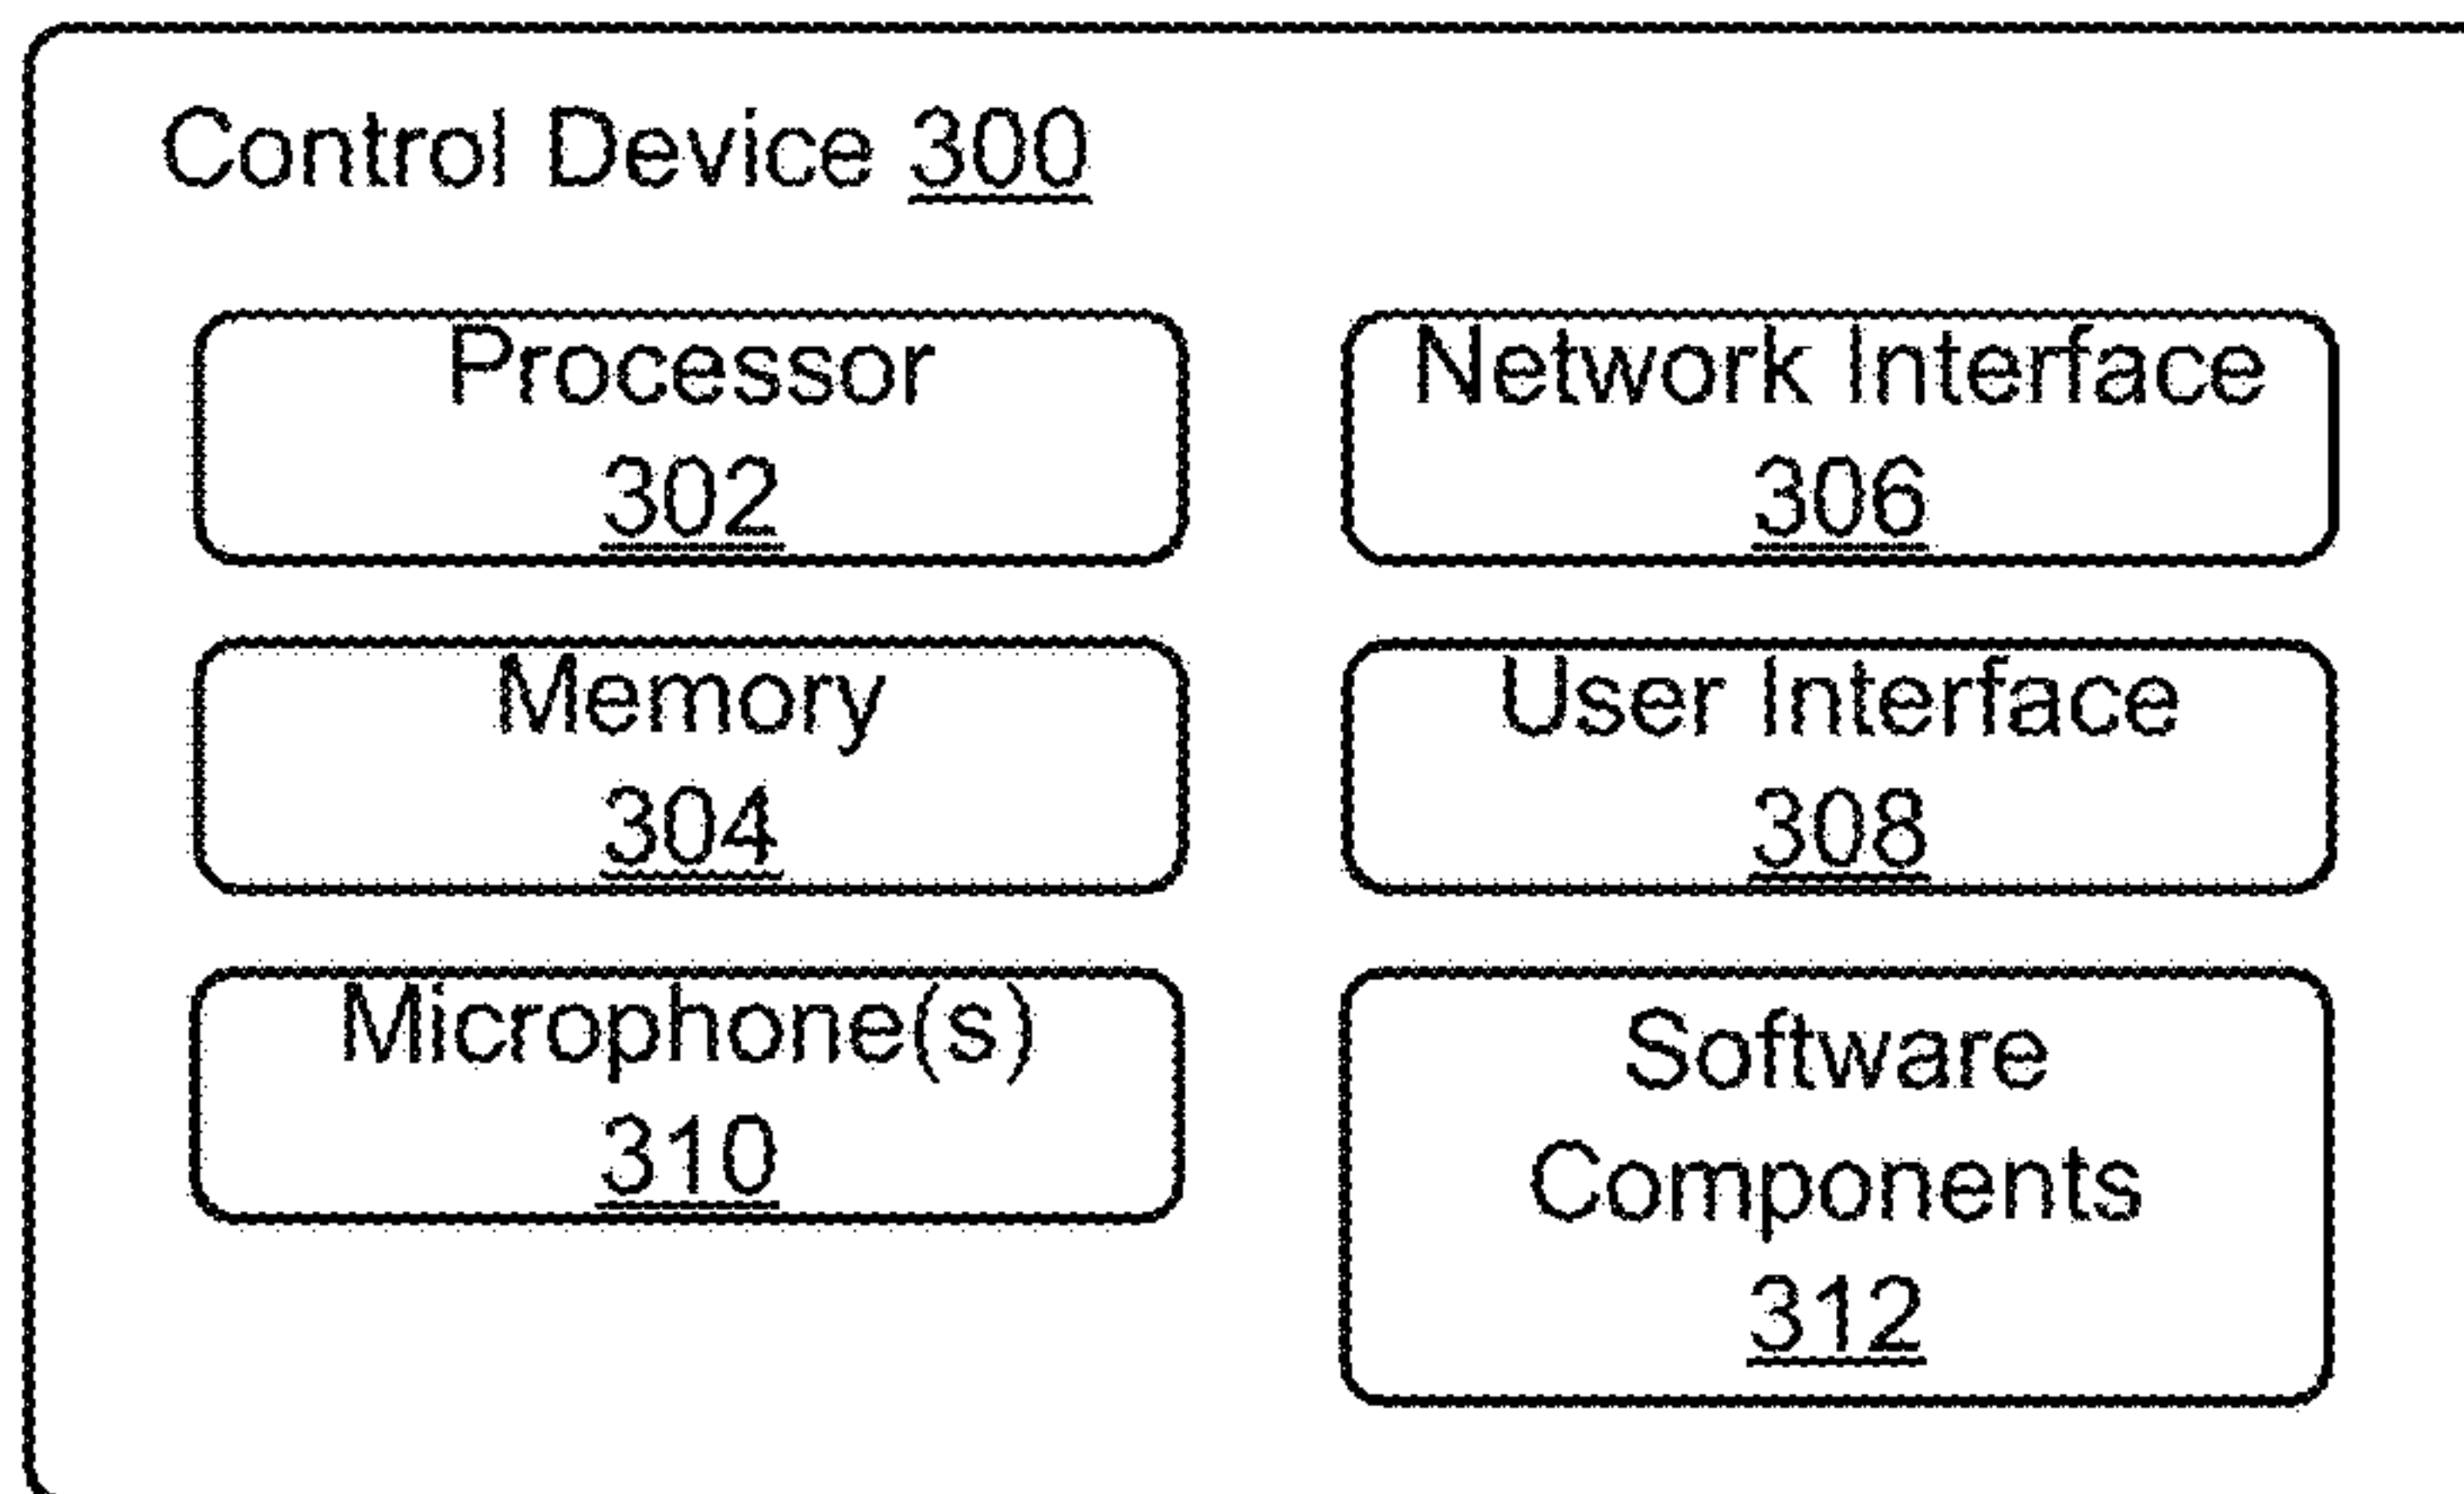 Control Device 300
Processor
302
Network Interface
306
Memory
304
User Interface
308
Microphone(s)
310
Software
Components
312